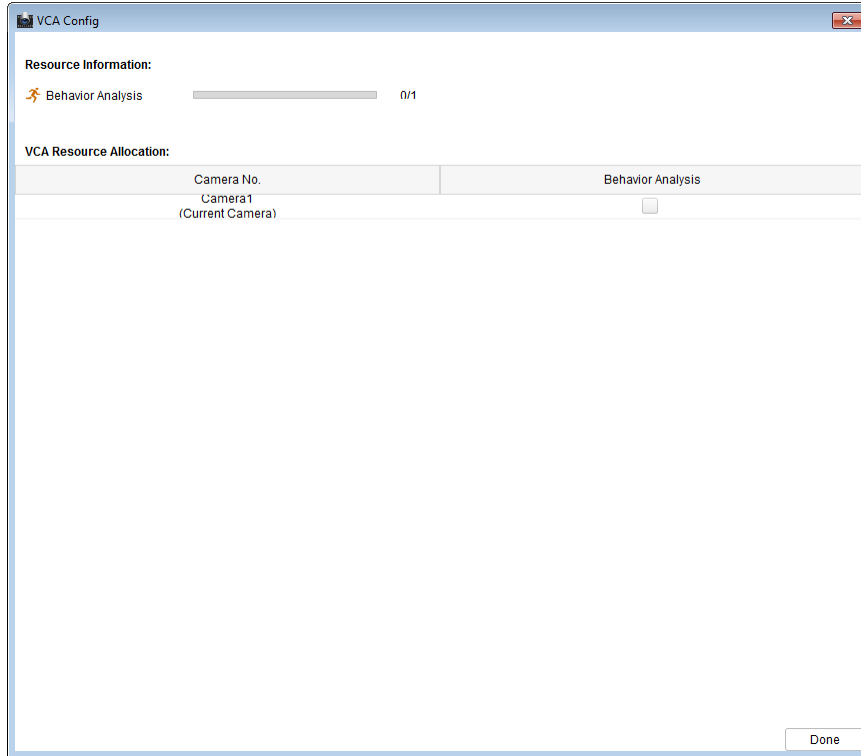 VCA Config
Resource Information:
Behavior Analysis 0/1
VCA Resource Allocation:
Camera No. Behavior Analysis
Camera1
(Current Camera)
Done